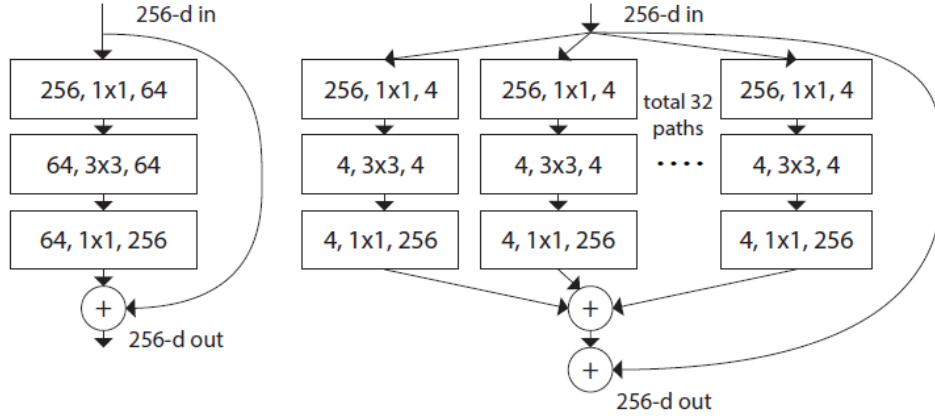 256-d in
256, 1x1, 64
64, 3x3, 64
64, 1x1, 256
+
256-d out
256-d in
256, 1x1, 4
256, 1x1, 4
total 32
paths
256, 1x1, 4
4, 3x3, 4
4, 3x3, 4
....
4, 3x3, 4
4, 1x1, 256
4, 1x1, 256
4, 1x1, 256
+
+
256-d out